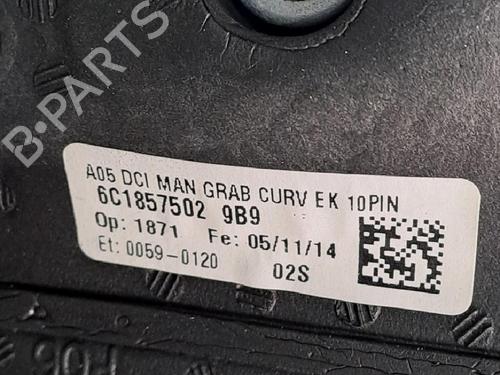 B-PARTS
A05 DCI MAN GRAB CURV EK 10PIN
6C1857502 9B9
Op: 1871 Fe: 05/11/14
Et: 0059-0120 02S